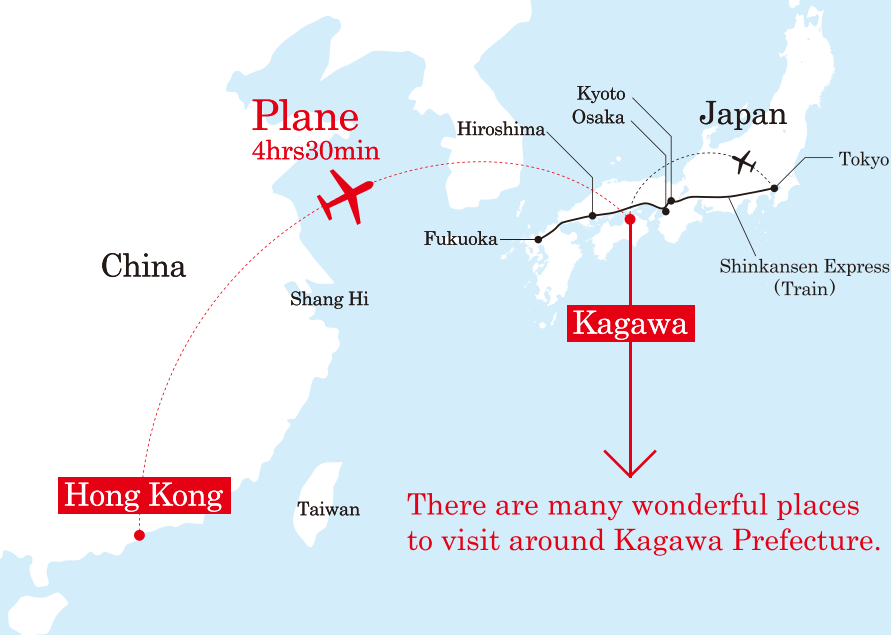 Plane
4hrs30min
Kyoto
Osaka
Hiroshima
Japan
Tokyo
Fukuoka
China
Shinkansen Express
(Train)
Shang Hi
Kagawa
Hong Kong
Taiwan
There are many wonderful places
to visit around Kagawa Prefecture.